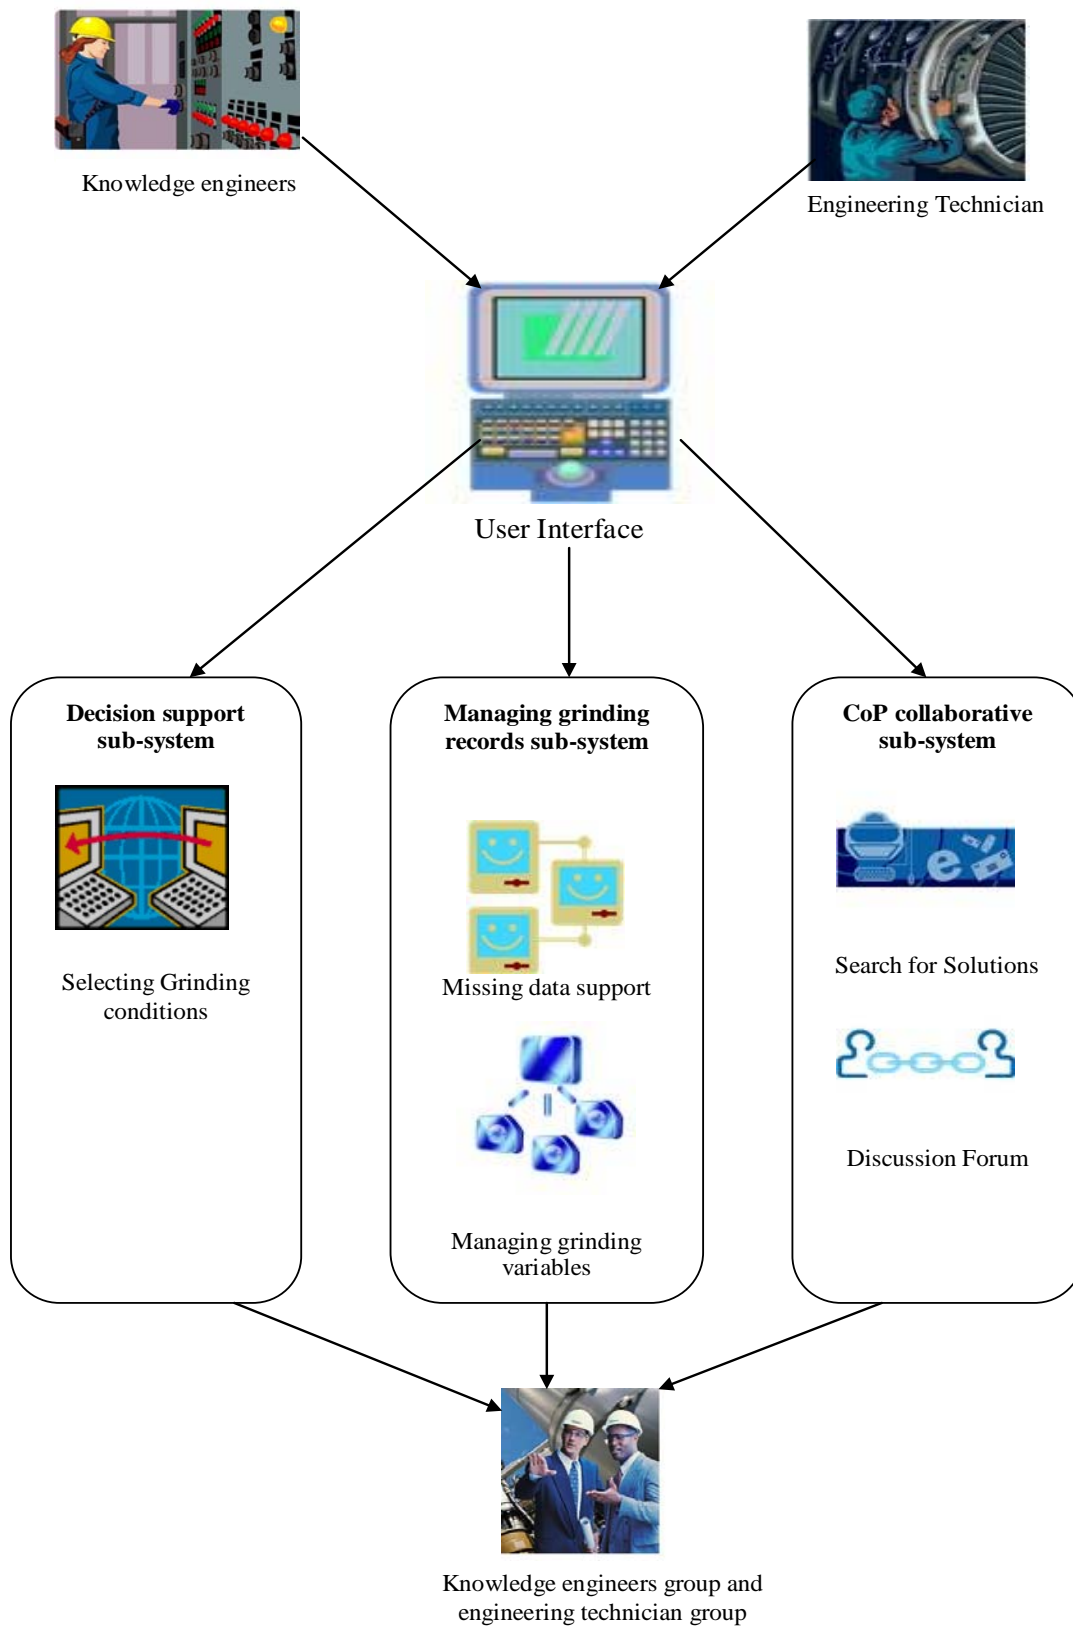 Knowledge engineers
Engineering Technician
User Interface
Decision support
sub-system
Selecting Grinding
conditions
Managing grinding
records sub-system
Missing data support
Managing grinding
variables
CoP collaborative
sub-system
e
Search for Solutions
Discussion Forum
Knowledge engineers group and
engineering technician group